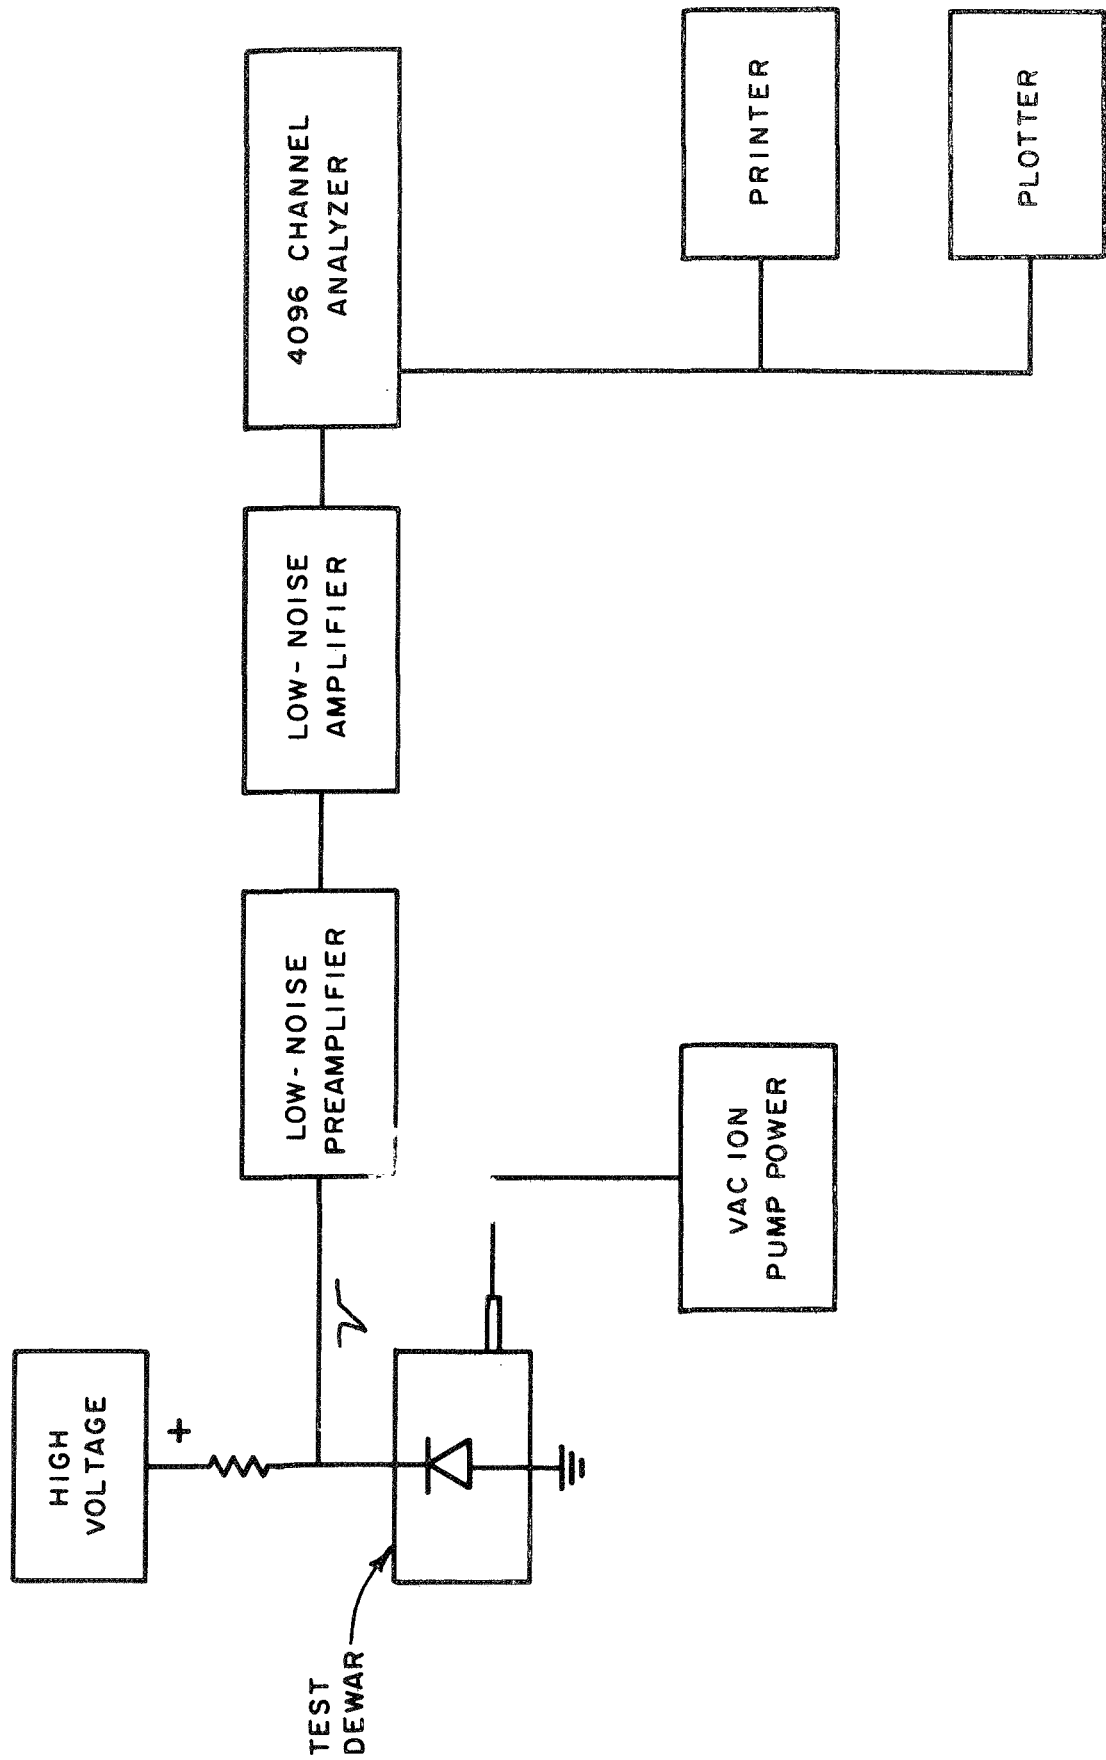 HIGH
VOLTAGE
+
TEST
DEWAR
LOW-NOISE
PREAMPLIFIER
LOW-NOISE
AMPLIFIER
4096 CHANNEL
ANALYZER
VAC ION
PUMP POWER
PRINTER
PLOTTER